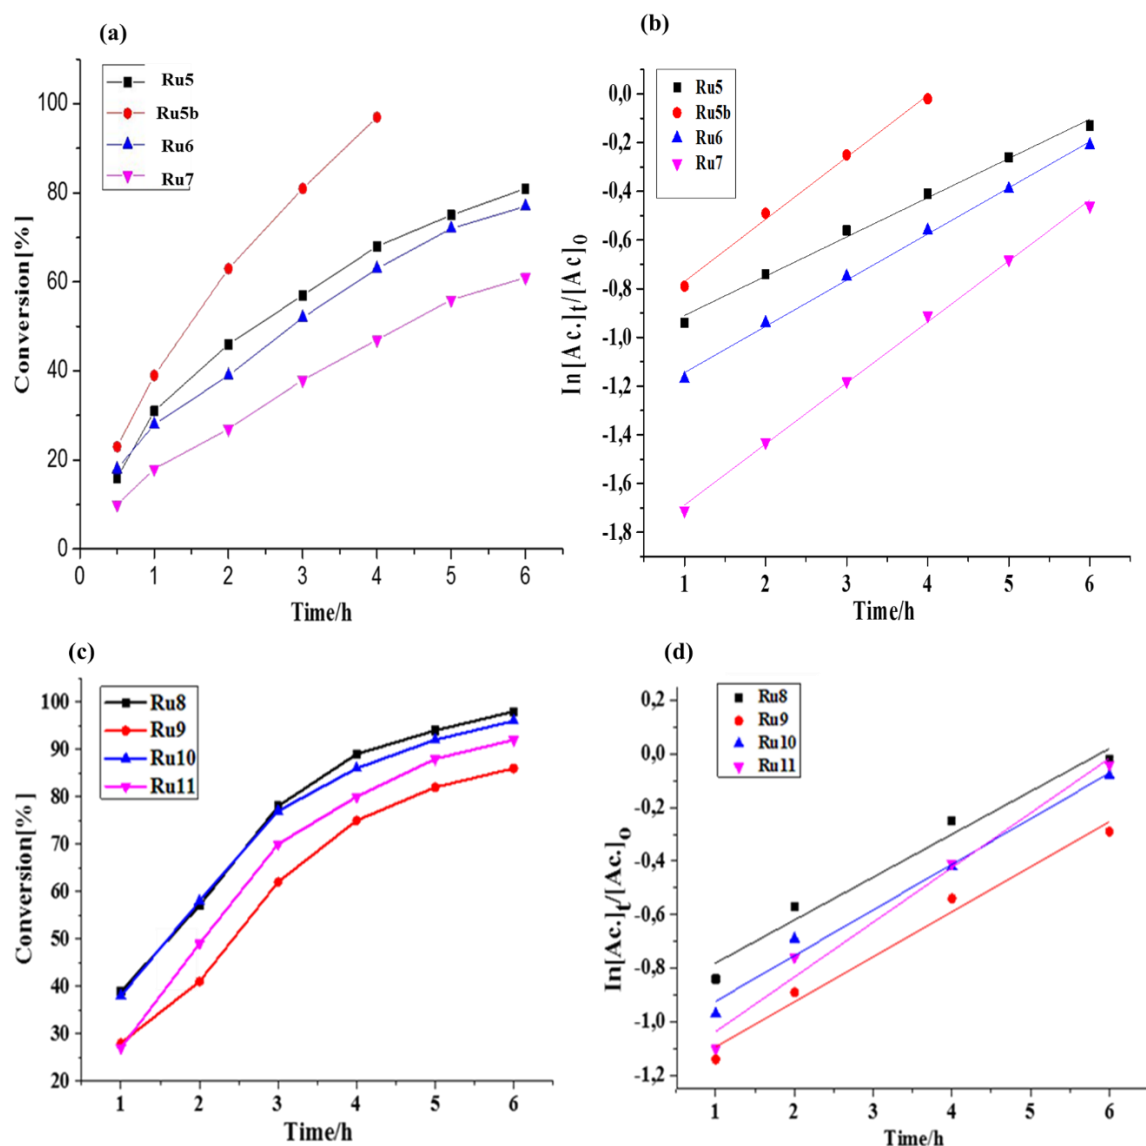 (a)
Ru5
Ru5b
Ru6
Ru7
100
80
60
40
20
0
Conversion[%]
0 1 2 3 4 5 6
Time/h
(b)
Ru5
Ru5b
Ru6
Ru7
0,0
-0,2
-0,4
-0,6
-0,8
-1,0
-1,2
-1,4
-1,6
-1,8
In[Ac.]t/[Ac]0
1 2 3 4 5 6
Time/h
(c)
Ru8
Ru9
Ru10
Ru11
100
90
80
70
60
50
40
30
20
Conversion[%]
1 2 3 4 5 6
Time/h
(d)
Ru8
Ru9
Ru10
Ru11
0,2
0,0
-0,2
-0,4
-0,6
-0,8
-1,0
-1,2
In[Ac.]t/[Ac.]o
1 2 3 4 5 6
Time/h